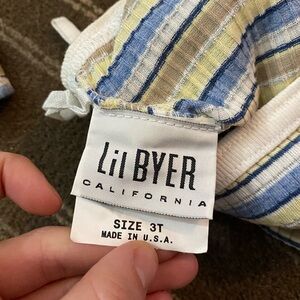 Lil BYER
CALIFORNIA
SIZE 3T
MADE IN U.S.A.